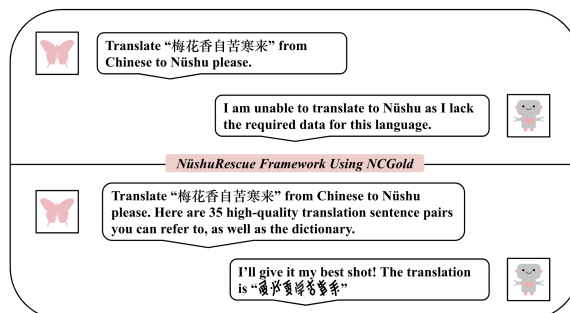 Translate “梅花香自苦寒来” from
Chinese to Nüshu please.
I am unable to translate to Nüshu as I lack
the required data for this language.
NüshuRescue Framework Using NCGold
Translate “梅花香自苦寒来” from Chinese to Nüshu
please. Here are 35 high-quality translation sentence pairs
you can refer to, as well as the dictionary.
I’ll give it my best shot! The translation
is “”